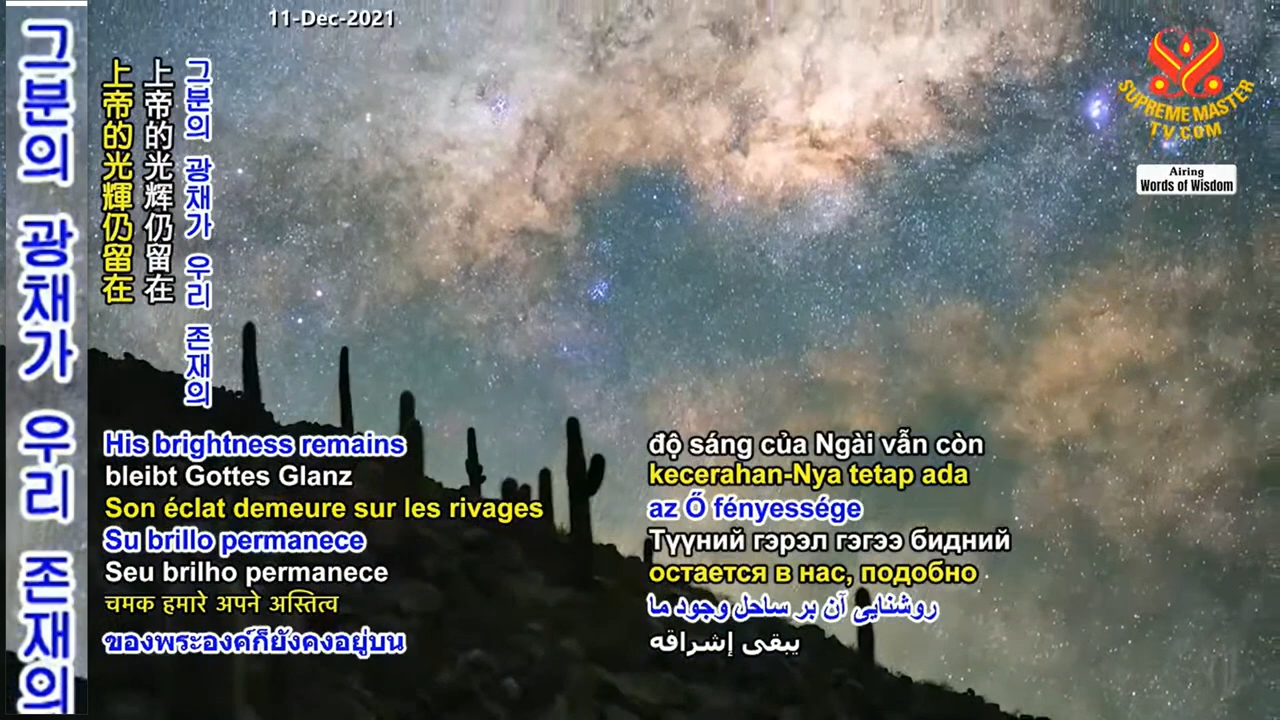 11-Dec-2021
그분의 광채가 우리 존재의
上帝的光輝仍留在
上帝的光辉仍留在
그분의 광채가 우리 존재의
SUPREME MASTER
TV.COM
Airing
Words of Wisdom
His brightness remains
bleibt Gottes Glanz
Son éclat demeure sur les rivages
Su brillo permanece
Seu brilho permanece
चमक हमारे अपने अस्तित्व
ของพระองค์ก็ยังคงอยู่บน
độ sáng của Ngài vẫn còn
kecerahan-Nya tetap ada
az Ő fényessége
Түүний гэрэл гэгээ бидний
остается в нас, подобно
روشنایی آن بر ساحل وجود ما
يبقى إشراقه